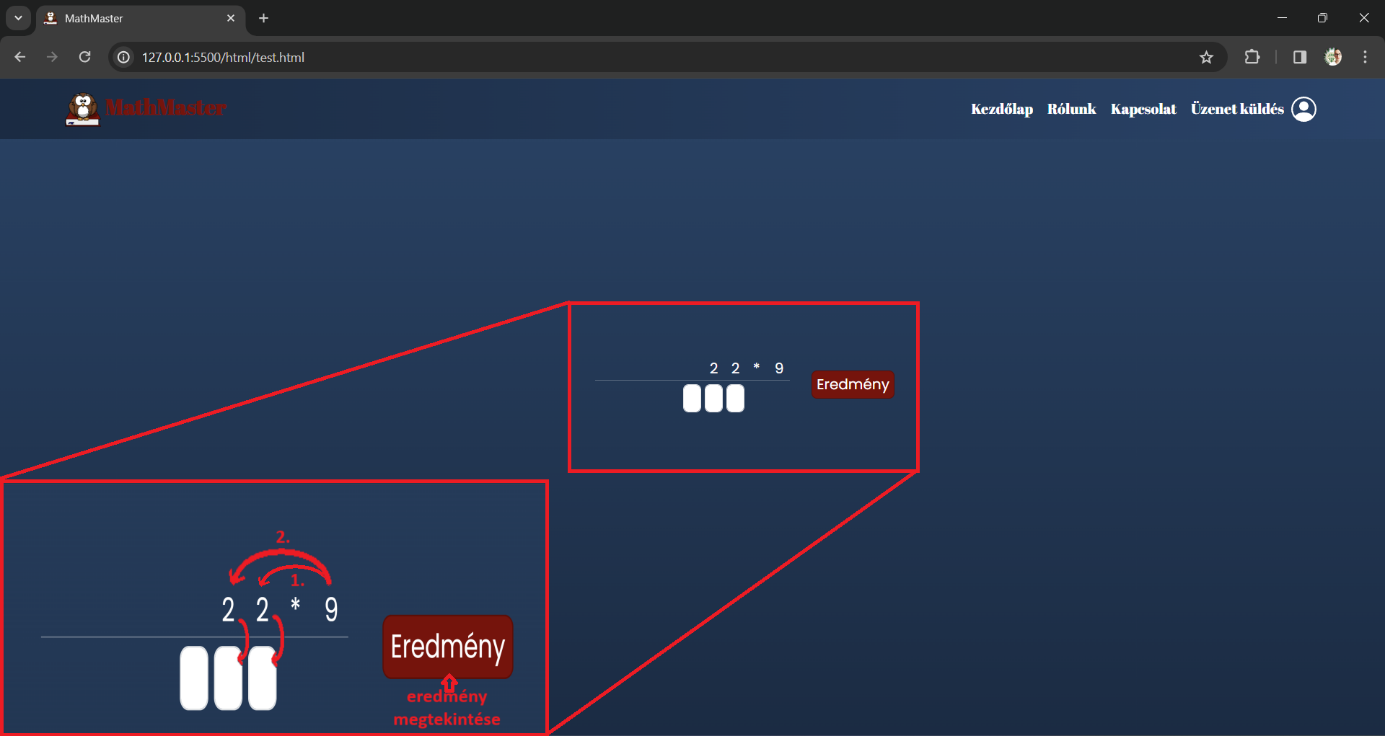 MathMaster
127.0.0.1:5500/html/test.html
MathMaster
Kezdőlap Rólunk Kapcsolat Üzenet küldés
2 2 * 9
Eredmény
2.
1.
2 2 * 9
Eredmény
eredmény
megtekintése